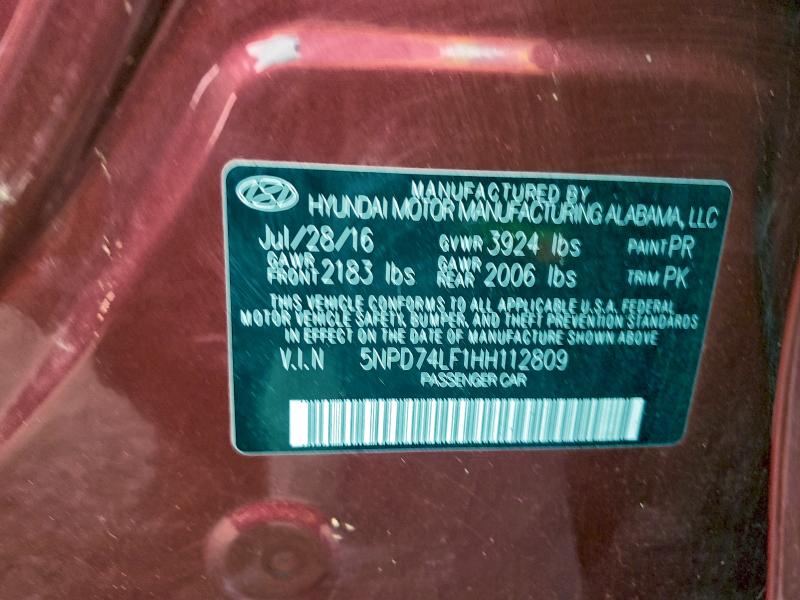 MANUFACTURED BY
HYUNDAI MOTOR MANUFACTURING ALABAMA, LLC
Jul/28/16 GVWR 3924 lbs PAINT PR
GAWR FRONT 2183 lbs GAWR REAR 2006 lbs TRIM PK
THIS VEHICLE CONFORMS TO ALL APPLICABLE U.S.A. FEDERAL
MOTOR VEHICLE SAFETY, BUMPER, AND THEFT PREVENTION STANDARDS
IN EFFECT ON THE DATE OF MANUFACTURE SHOWN ABOVE
V.I.N 5NPD74LF1HH112809
PASSENGER CAR